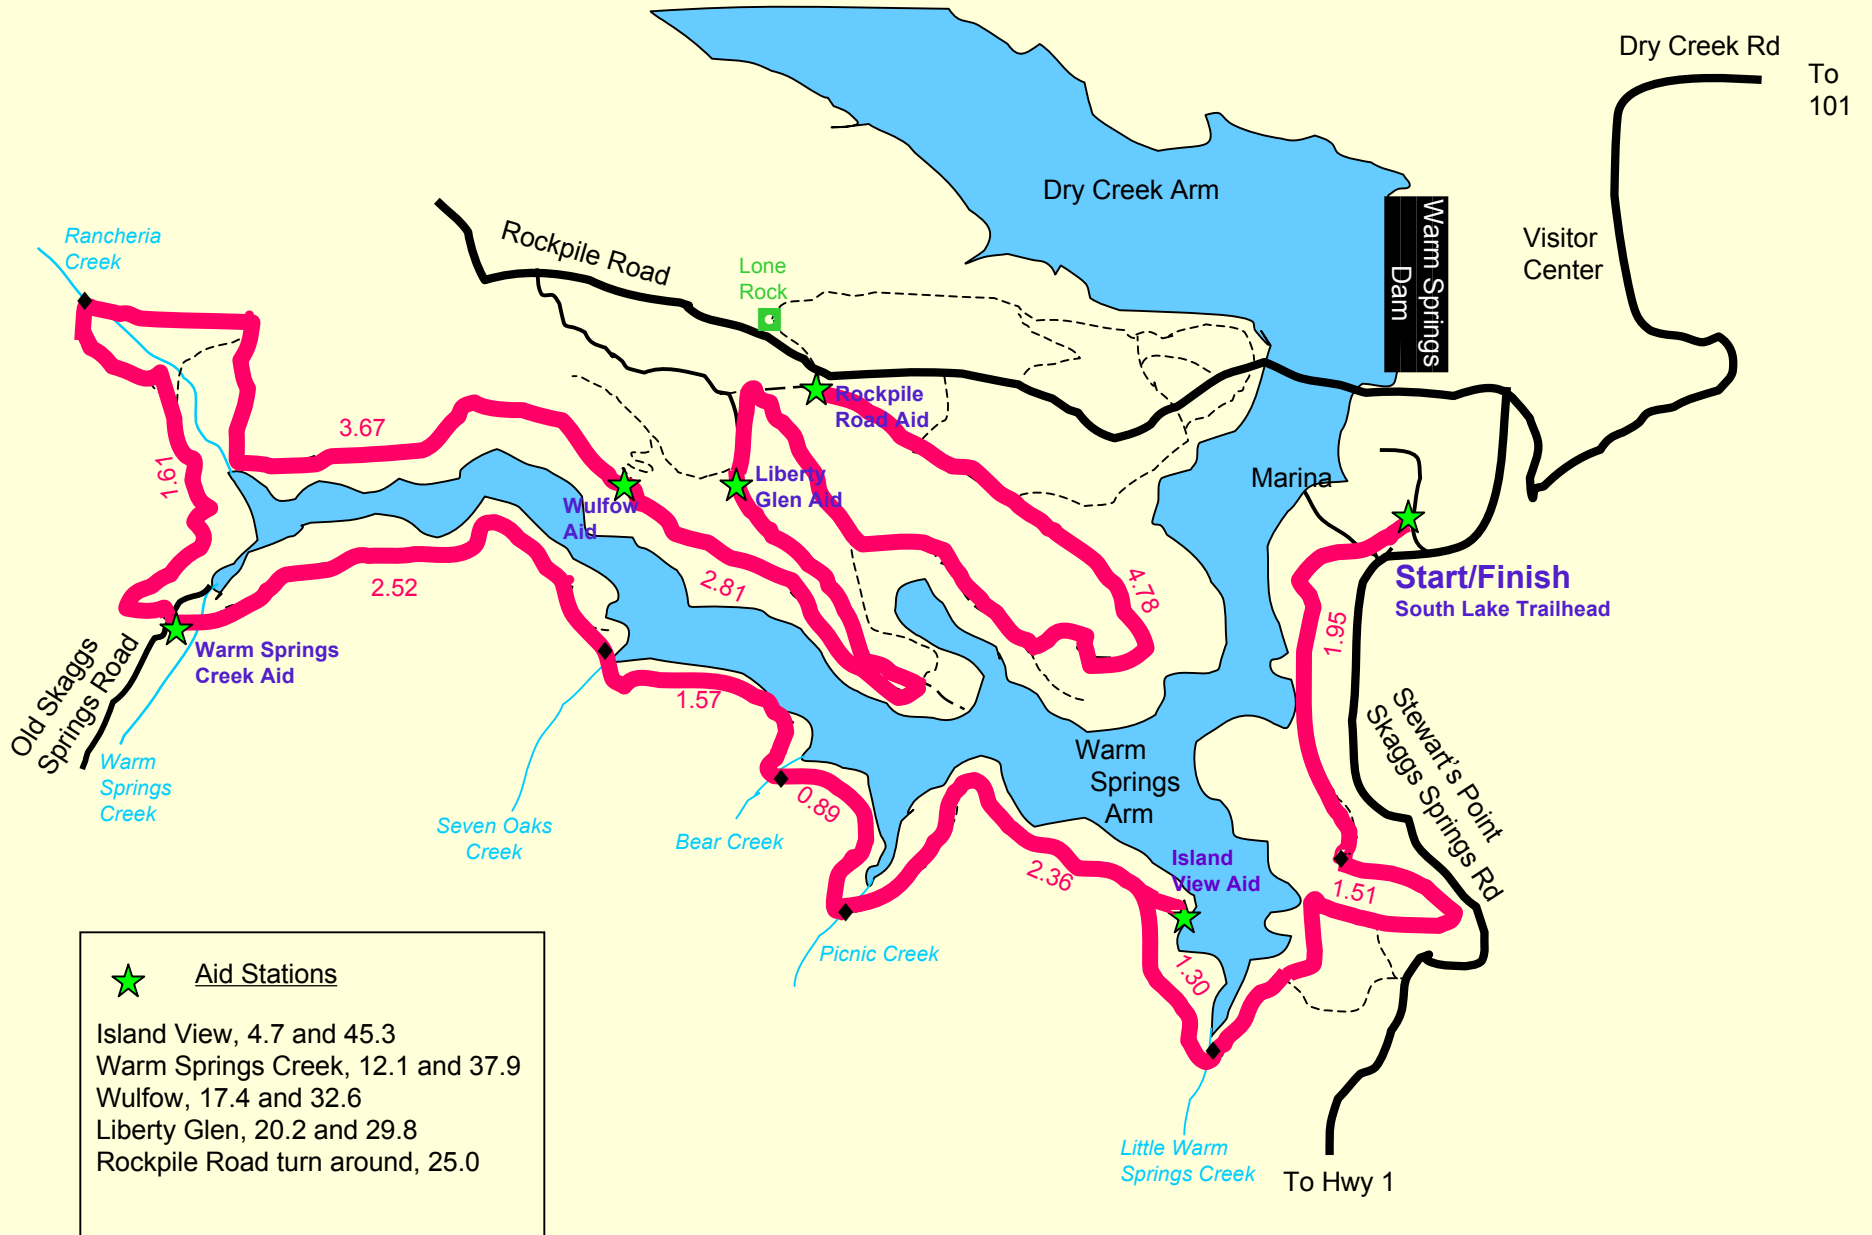 Dry Creek Rd
To
101
Dry Creek Arm
Warm Springs
Dam
Visitor
Center
Rancheria
Creek
Rockpile Road
Lone
Rock
Rockpile
Road Aid
3.67
1.61
Marina
Liberty
Glen Aid
Wulfow
Aid
2.52
2.81
4.78
Start/Finish
South Lake Trailhead
1.95
Warm Springs
Creek Aid
Old Skaggs
Springs Road
1.57
Stewart's Point
Skaggs Springs Rd
Warm
Springs
Arm
Warm
Springs
Creek
0.89
Seven Oaks
Creek
Bear Creek
2.36
Island
View Aid
1.51
Picnic Creek
1.30
Aid Stations
Island View, 4.7 and 45.3
Warm Springs Creek, 12.1 and 37.9
Wulfow, 17.4 and 32.6
Liberty Glen, 20.2 and 29.8
Rockpile Road turn around, 25.0
Little Warm
Springs Creek
To Hwy 1